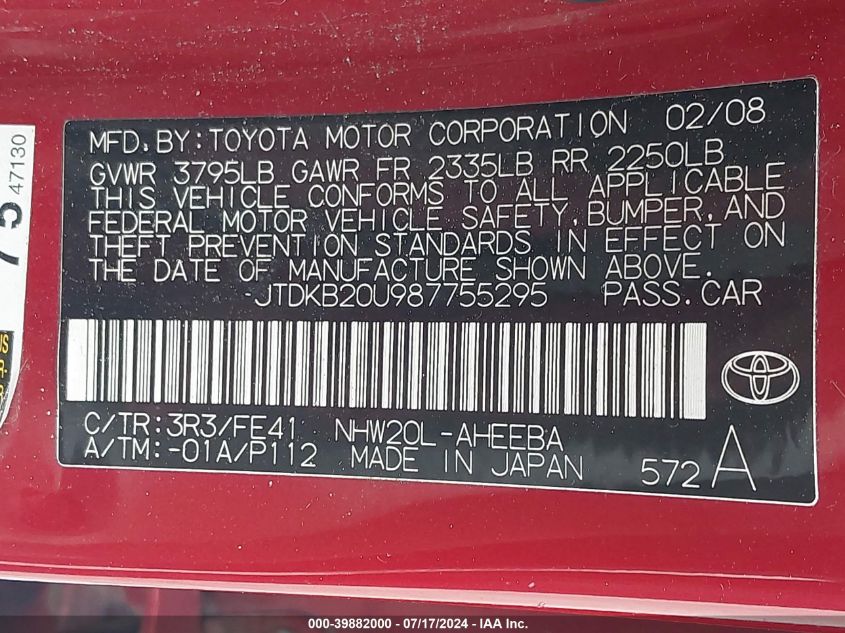 MFD. BY: TOYOTA MOTOR CORPORATION 02/08
GVWR 3795LB GAWR FR 2335LB RR 2250LB
THIS VEHICLE CONFORMS TO ALL APPLICABLE
FEDERAL MOTOR VEHICLE SAFETY, BUMPER, AND
THEFT PREVENTION STANDARDS IN EFFECT ON
THE DATE OF MANUFACTURE SHOWN ABOVE.
JTDKB20U987755295 PASS. CAR
C/TR: 3R3/FE41 NHW20L-AHEEBA
A/TM: -01A/P112 MADE IN JAPAN 572 A
75
47130
000-39882000 - 07/17/2024 - IAA Inc.